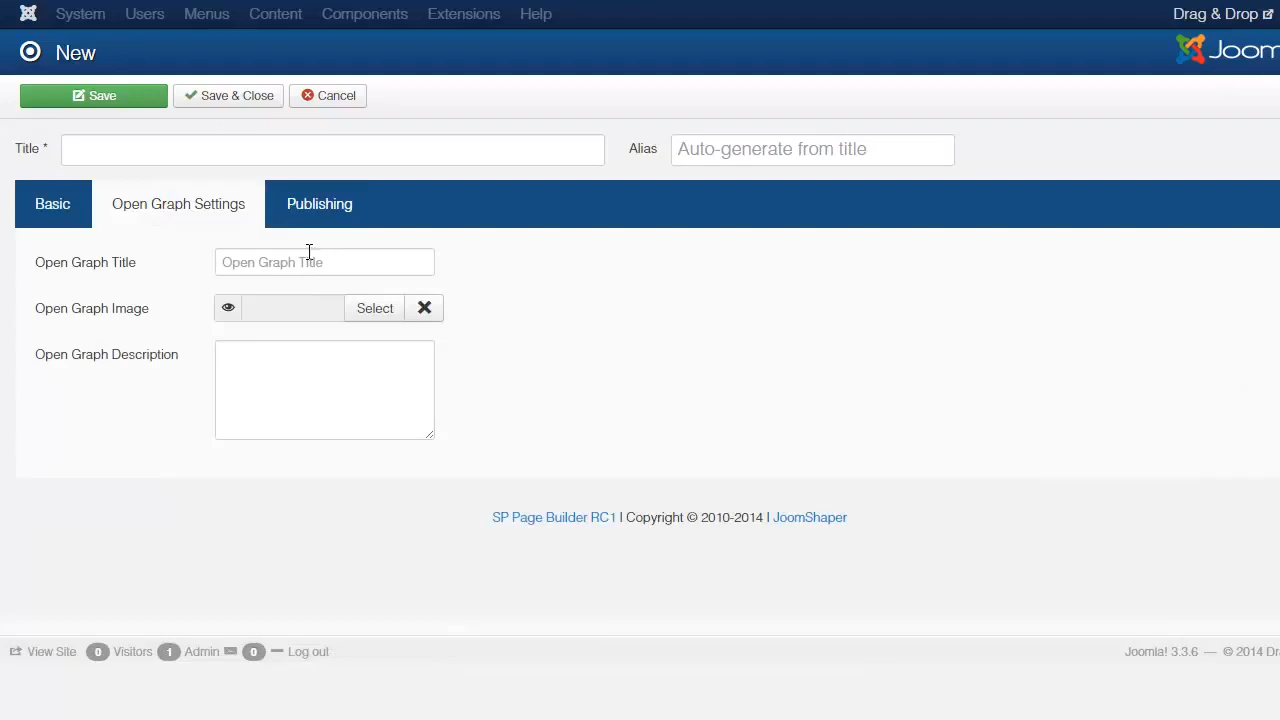 System Users Menus Content Components Extensions Help Drag & Drop
New
Save Save & Close Cancel
Title * Alias Auto-generate from title
Basic Open Graph Settings Publishing
Open Graph Title Open Graph Title
Open Graph Image Select
Open Graph Description
SP Page Builder RC1 | Copyright © 2010-2014 | JoomShaper
View Site 0 Visitors 1 Admin 0 Log out Joomla! 3.3.6 — © 2014